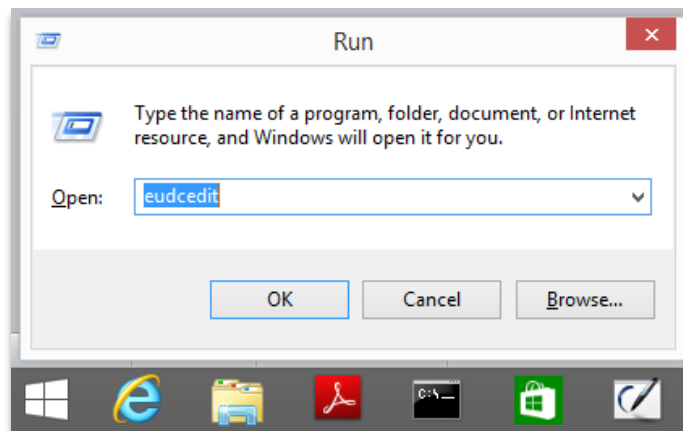 Run
Type the name of a program, folder, document, or Internet
resource, and Windows will open it for you.
Open:
eudcedit
OK
Cancel
Browse...
C:\